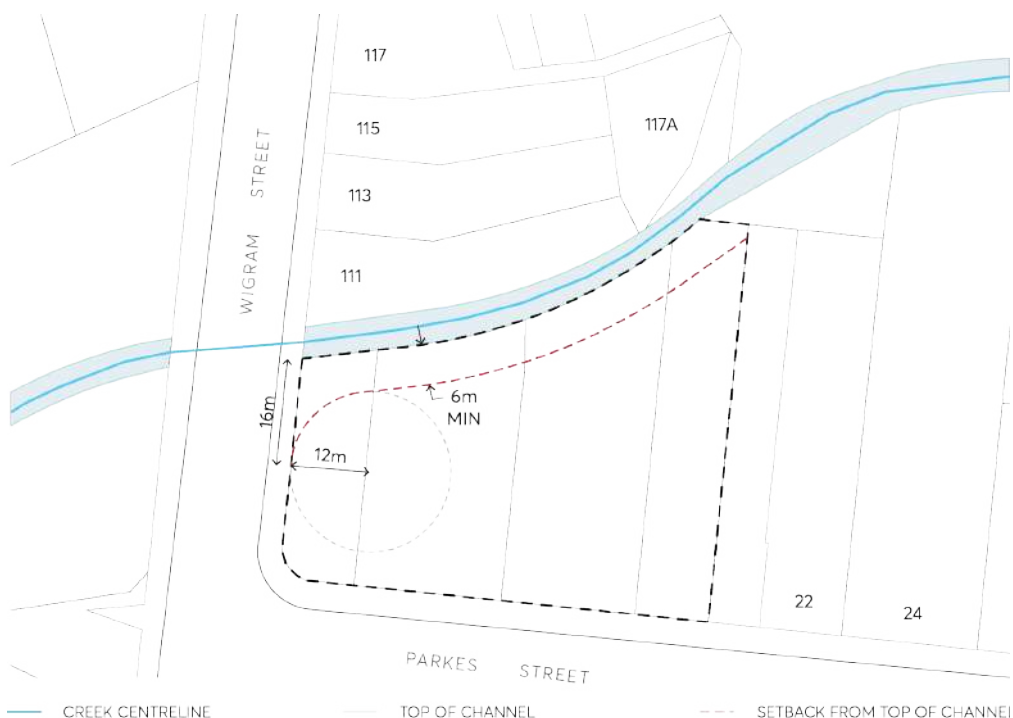 117
115
117A
113
WIGRAM STREET
111
16m
6m
MIN
12m
22
24
PARKES STREET
CREEK CENTRELINE
TOP OF CHANNEL
SETBACK FROM TOP OF CHANNEL